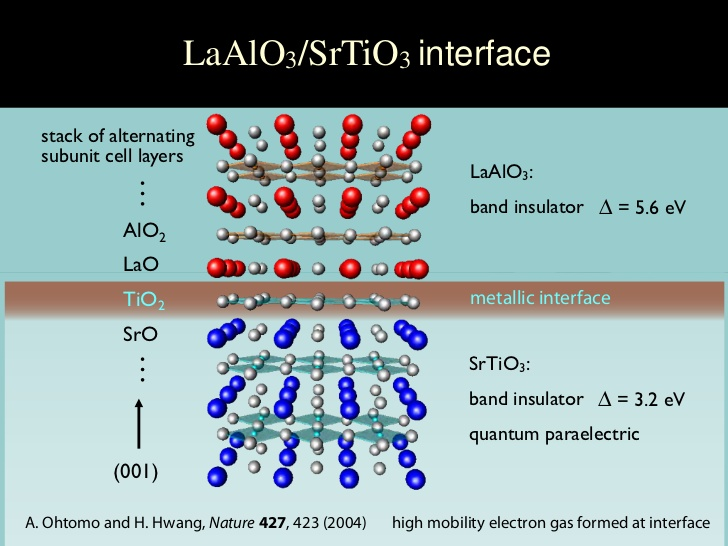 LaAlO₃/SrTiO₃ interface
stack of alternating
subunit cell layers
⋮
AlO₂
LaO
TiO₂
SrO
⋮
(001)
LaAlO₃:
band insulator Δ = 5.6 eV
metallic interface
SrTiO₃:
band insulator Δ = 3.2 eV
quantum paraelectric
A. Ohtomo and H. Hwang, Nature 427, 423 (2004)
high mobility electron gas formed at interface